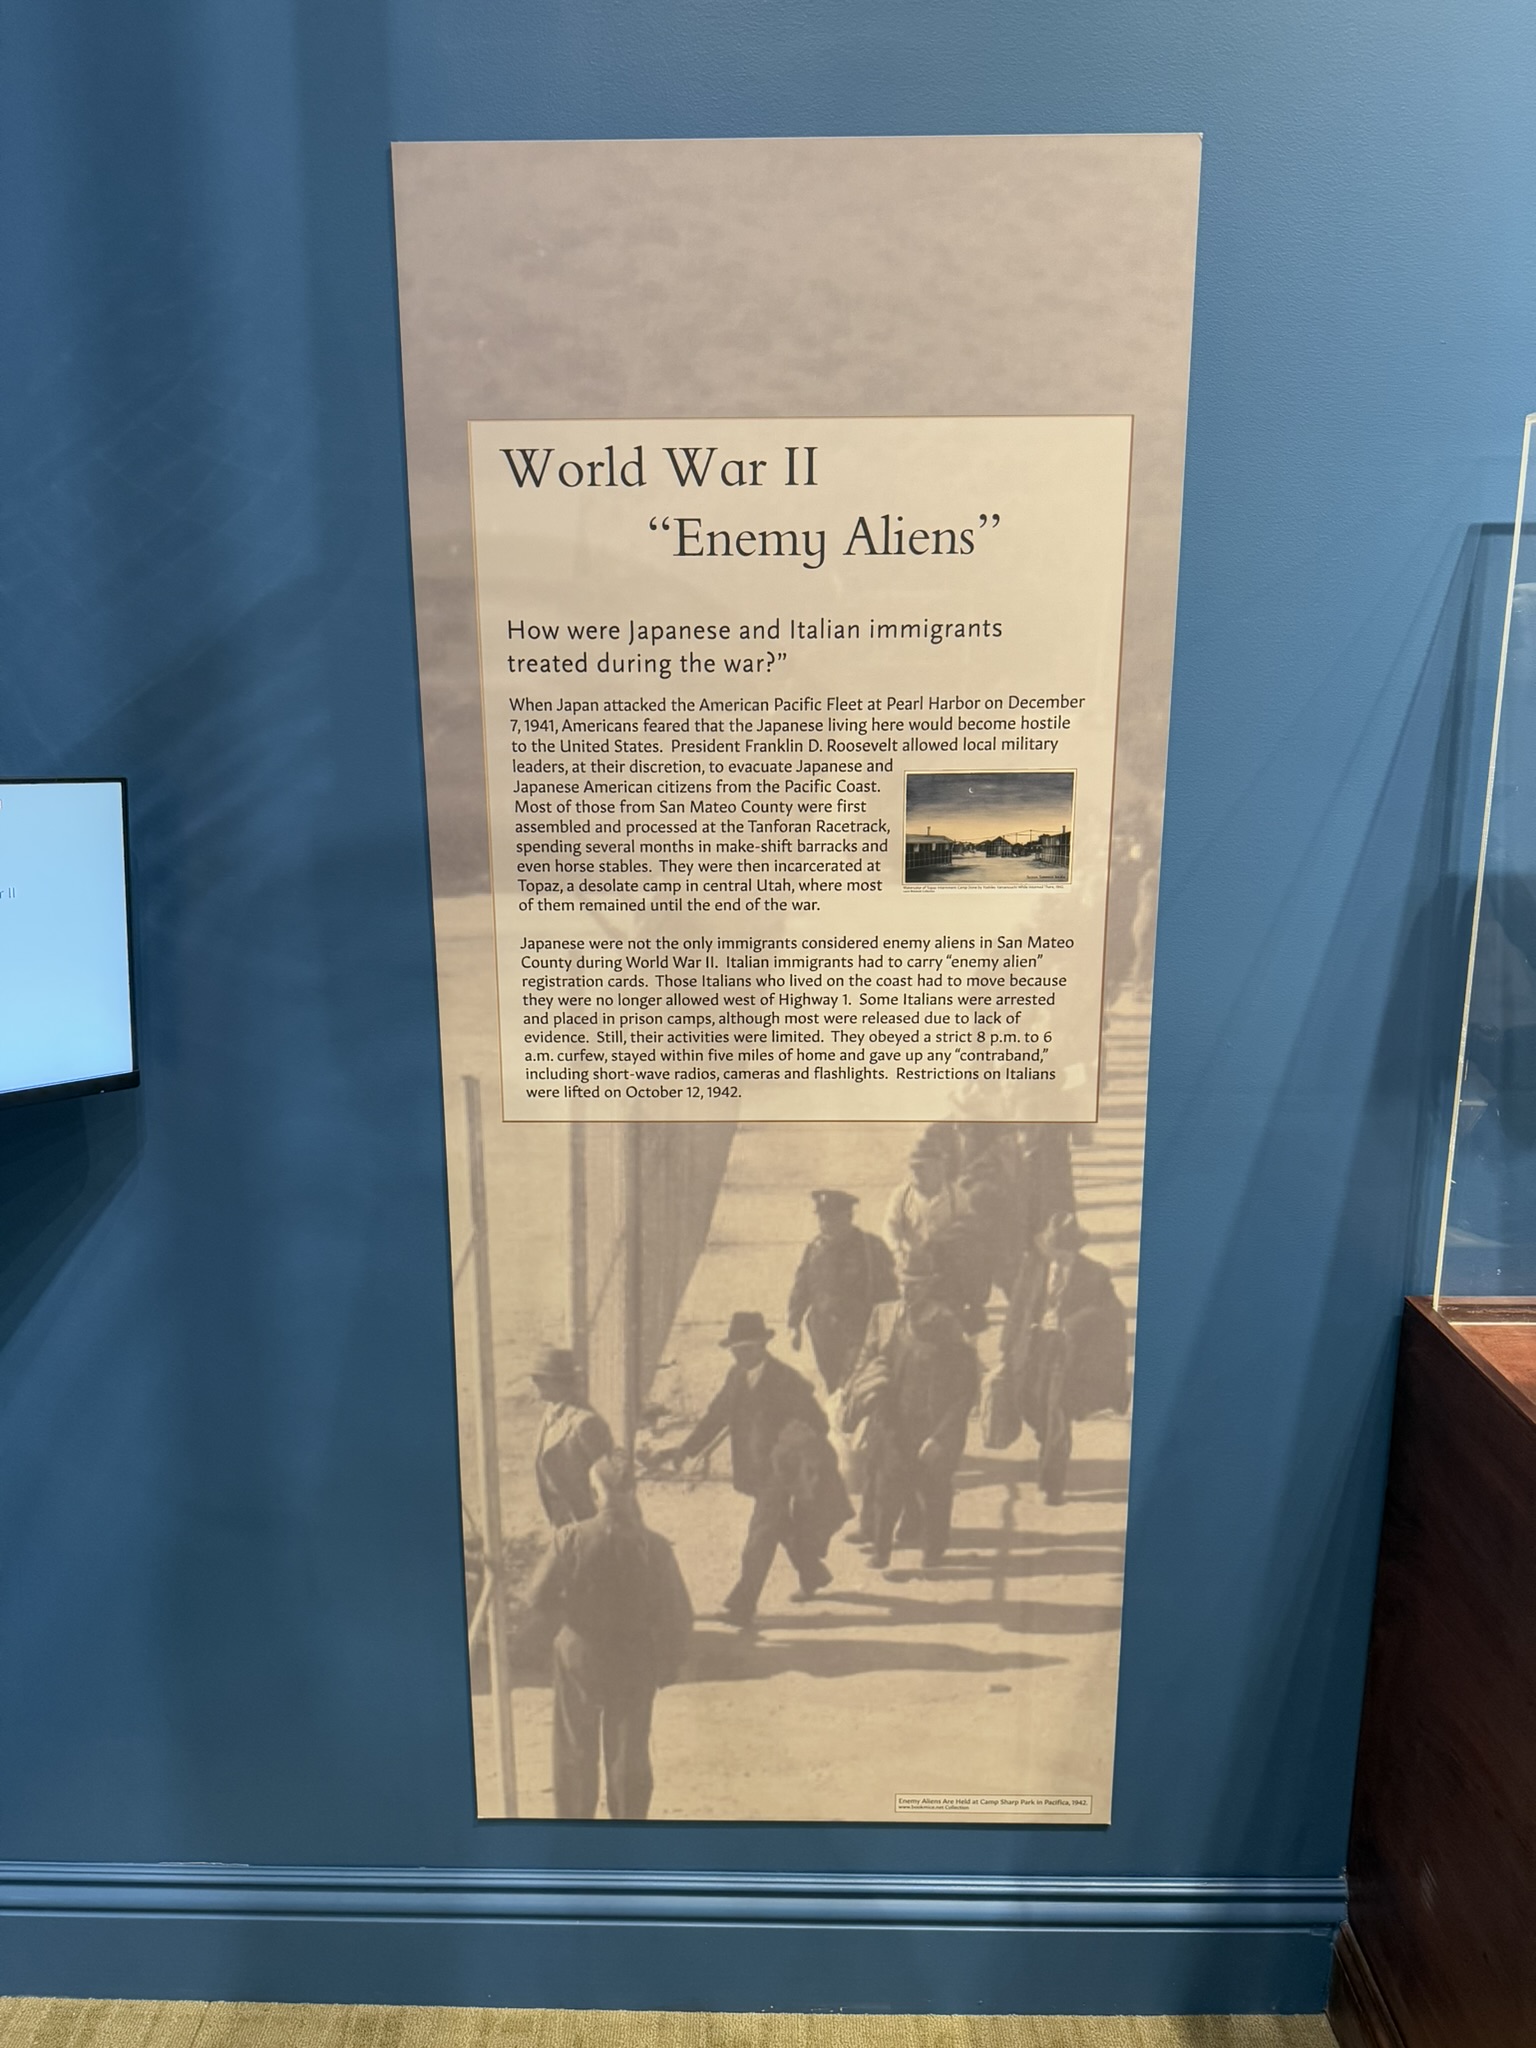 World War II
"Enemy Aliens"
How were Japanese and Italian immigrants
treated during the war?"
When Japan attacked the American Pacific Fleet at Pearl Harbor on December
7, 1941, Americans feared that the Japanese living here would become hostile
to the United States. President Franklin D. Roosevelt allowed local military
leaders, at their discretion, to evacuate Japanese and
Japanese American citizens from the Pacific Coast.
Most of those from San Mateo County were first
assembled and processed at the Tanforan Racetrack,
spending several months in make-shift barracks and
even horse stables. They were then incarcerated at
Topaz, a desolate camp in central Utah, where most
of them remained until the end of the war.
Japanese were not the only immigrants considered enemy aliens in San Mateo
County during World War II. Italian immigrants had to carry "enemy alien"
registration cards. Those Italians who lived on the coast had to move because
they were no longer allowed west of Highway 1. Some Italians were arrested
and placed in prison camps, although most were released due to lack of
evidence. Still, their activities were limited. They obeyed a strict 8 p.m. to 6
a.m. curfew, stayed within five miles of home and gave up any "contraband,"
including short-wave radios, cameras and flashlights. Restrictions on Italians
were lifted on October 12, 1942.
Enemy Aliens Are Held at Camp Sharp Park in Pacifica, 1942.
www.bookmice.net Collection